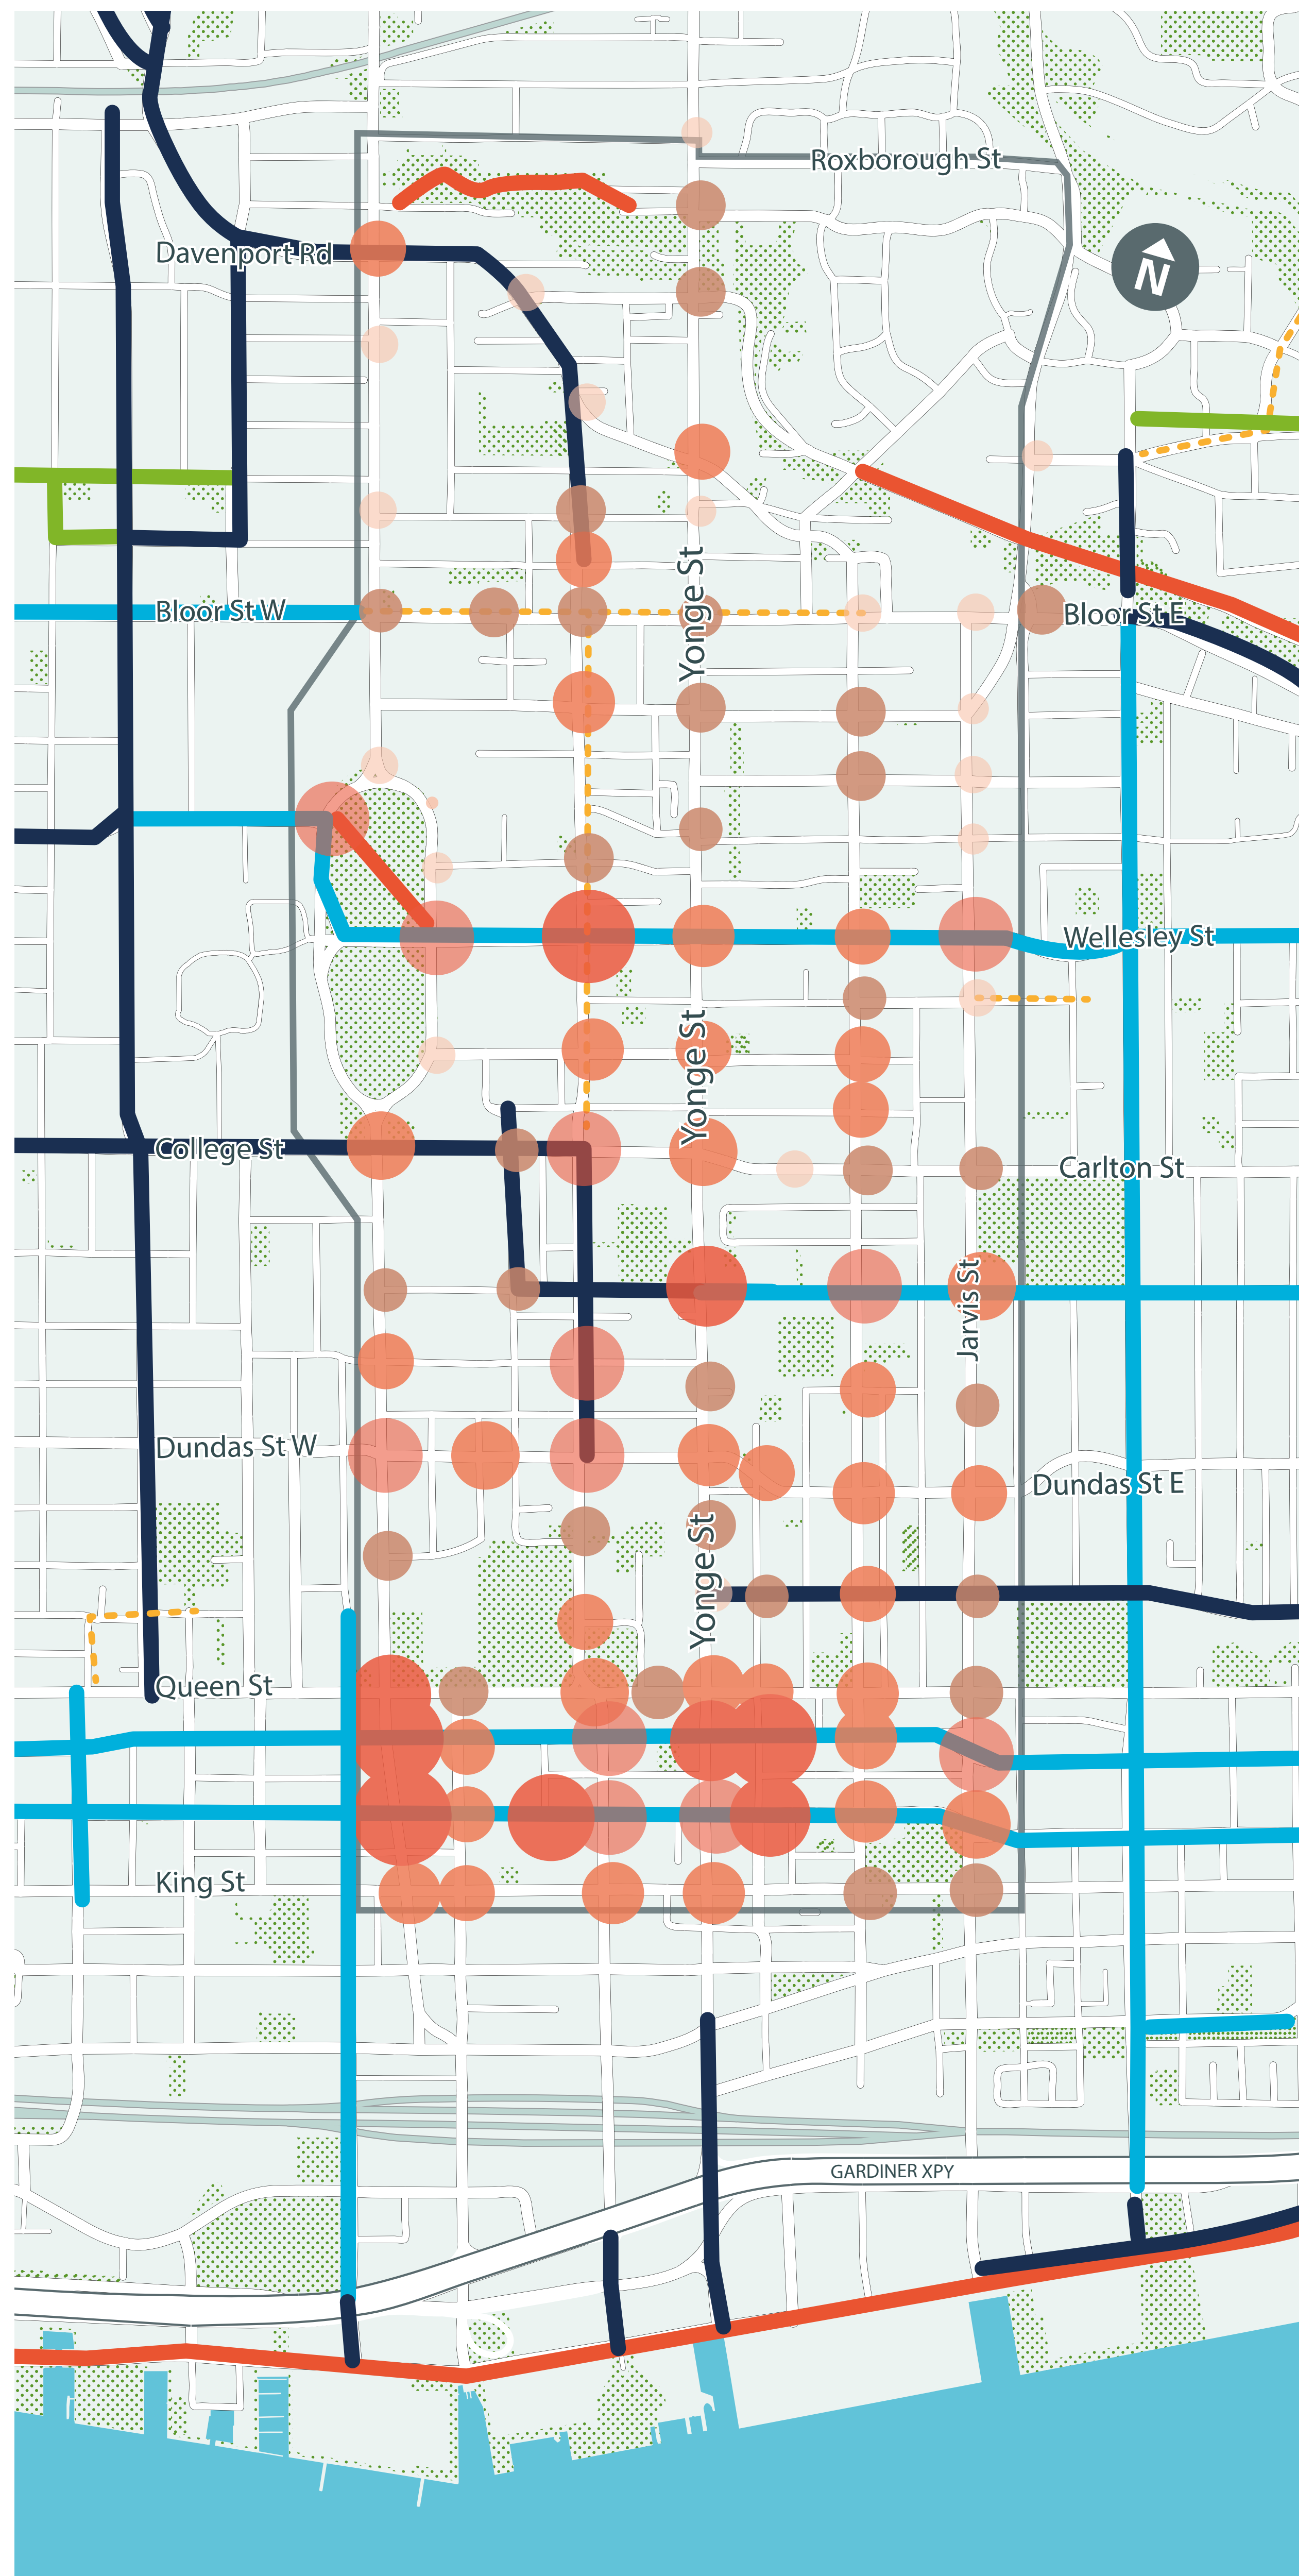 Roxborough St
Davenport Rd
N
Yonge St
Bloor St W
Bloor St E
Wellesley St
Yonge St
College St
Carlton St
Jarvis St
Dundas St W
Dundas St E
Yonge St
Queen St
King St
GARDINER XPY